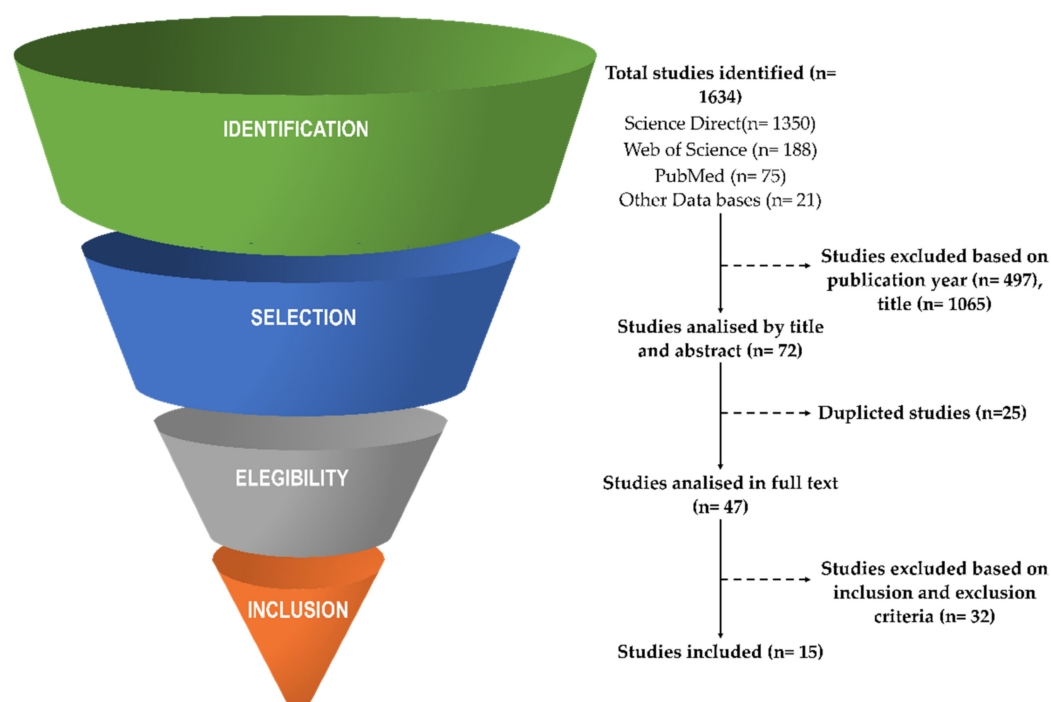 IDENTIFICATION
Total studies identified (n=
1634)
Science Direct(n= 1350)
Web of Science (n= 188)
PubMed (n= 75)
Other Data bases (n= 21)
Studies excluded based on
publication year (n= 497),
title (n= 1065)
SELECTION
Studies analised by title
and abstract (n= 72)
Duplicted studies (n=25)
ELEGIBILITY
Studies analised in full text
(n= 47)
Studies excluded based on
inclusion and exclusion
criteria (n= 32)
INCLUSION
Studies included (n= 15)